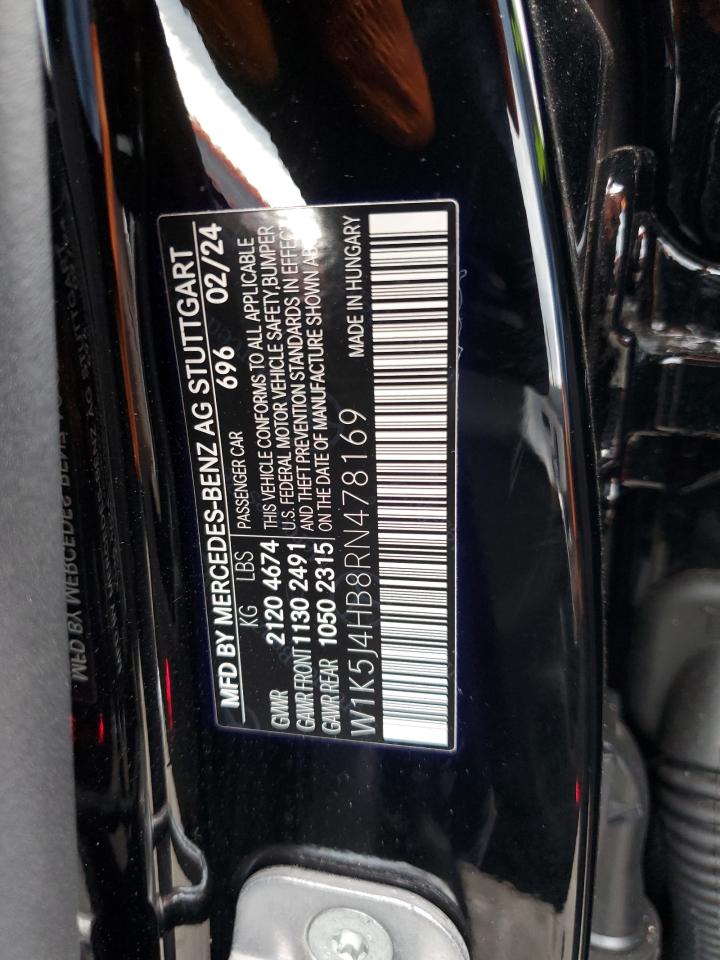 MFD BY MERCEDES-BENZ AG STUTTGART
KG LBS 696 02/24
GVWR 2120 4674 PASSENGER CAR
GAWR FRONT 1130 2491
GAWR REAR 1050 2315
THIS VEHICLE CONFORMS TO ALL APPLICABLE
U.S. FEDERAL MOTOR VEHICLE SAFETY, BUMPER
AND THEFT PREVENTION STANDARDS IN EFFECT
ON THE DATE OF MANUFACTURE SHOWN AB
W1K5J4HB8RN478169 MADE IN HUNGARY